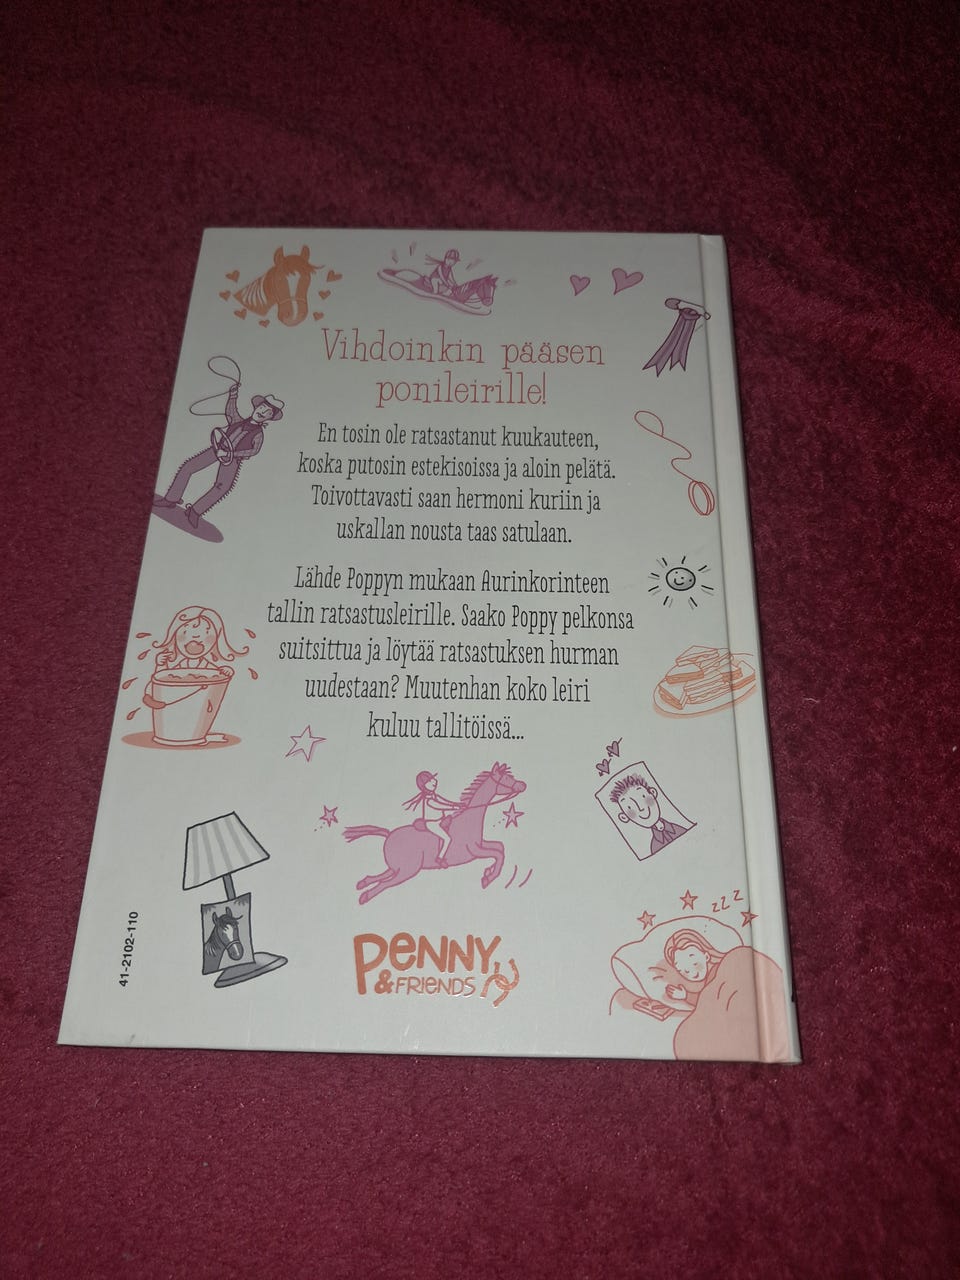 Vihdoinkin pääsen
ponileirille!
En tosin ole ratsastanut kuukauteen,
koska putosin estekisoissa ja aloin pelätä.
Toivottavasti saan hermoni kuriin ja
uskallan nousta taas satulaan.
Lähde Poppyn mukaan Aurinkorinteen
tallin ratsastusleirille. Saako Poppy pelkonsa
suitsittua ja löytää ratsastuksen hurman
uudestaan? Muutenhan koko leiri
kuluu tallitöissä...
zzz
41-2102-110
PENNY
&FRIENDS